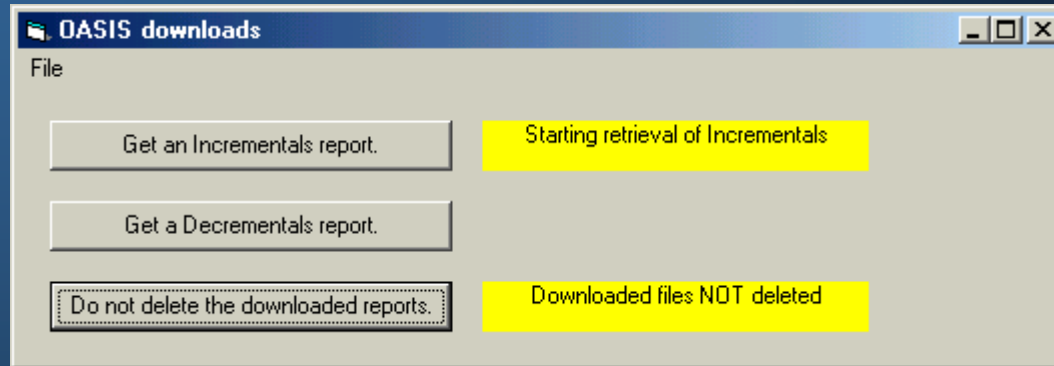 OASIS downloads
File
Get an Incrementals report.
Starting retrieval of Incrementals
Get a Decrementals report.
Do not delete the downloaded reports.
Downloaded files NOT deleted